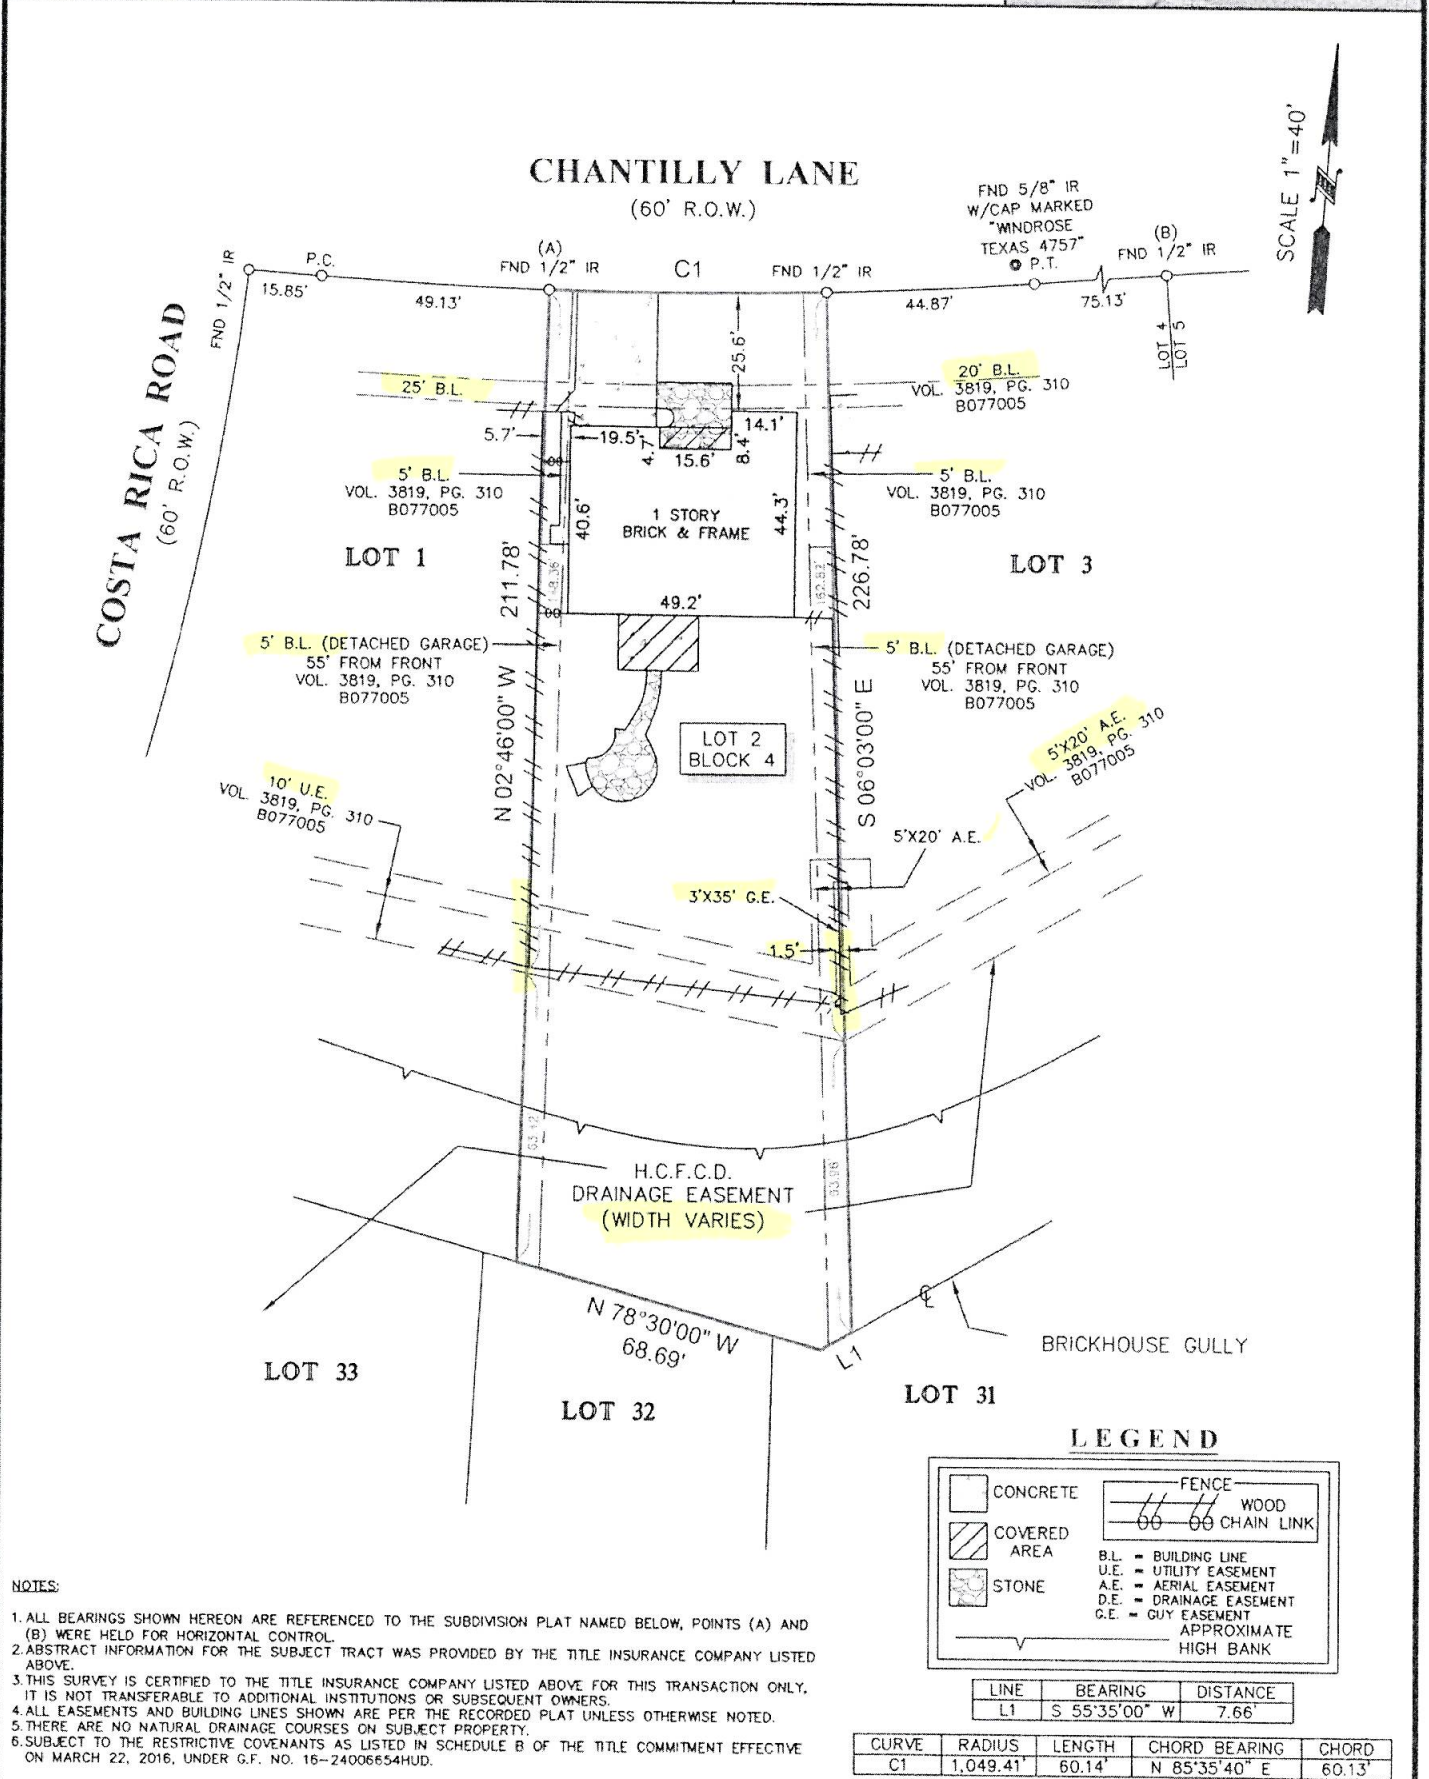 CHANTILLY LANE
(60' R.O.W.)
SCALE 1"=40'
FND 5/8" IR
W/CAP MARKED
"WINDROSE
TEXAS 4757"
P.T.
(B)
FND 1/2" IR
(A)
FND 1/2" IR
C1
FND 1/2" IR
P.C.
FND 1/2" IR
15.85'
49.13'
44.87'
75.13'
LOT 4
LOT 5
COSTA RICA ROAD
(60' R.O.W.)
25' B.L.
25.6'
20' B.L.
VOL. 3819, PG. 310
B077005
5.7'
19.5'
4.7'
15.6'
8.4'
14.1'
5' B.L.
VOL. 3819, PG. 310
B077005
5' B.L.
VOL. 3819, PG. 310
B077005
40.6'
1 STORY
BRICK & FRAME
44.3'
LOT 1
LOT 3
211.78'
148.36'
49.2'
162.82'
226.78'
5' B.L. (DETACHED GARAGE)
55' FROM FRONT
VOL. 3819, PG. 310
B077005
5' B.L. (DETACHED GARAGE)
55' FROM FRONT
VOL. 3819, PG. 310
B077005
N 02°46'00" W
S 06°03'00" E
LOT 2
BLOCK 4
5'X20' A.E.
VOL. 3819, PG. 310
B077005
10' U.E.
VOL. 3819, PG. 310
B077005
5'X20' A.E.
3'X35' G.E.
1.5'
63.42
63.96'
H.C.F.C.D.
DRAINAGE EASEMENT
(WIDTH VARIES)
N 78°30'00" W
68.69'
L1
BRICKHOUSE GULLY
LOT 33
LOT 32
LOT 31
LEGEND
CONCRETE
COVERED
AREA
STONE
FENCE
WOOD
CHAIN LINK
B.L. = BUILDING LINE
U.E. = UTILITY EASEMENT
A.E. = AERIAL EASEMENT
D.E. = DRAINAGE EASEMENT
G.E. = GUY EASEMENT
APPROXIMATE
HIGH BANK
NOTES:
1. ALL BEARINGS SHOWN HEREON ARE REFERENCED TO THE SUBDIVISION PLAT NAMED BELOW, POINTS (A) AND
(B) WERE HELD FOR HORIZONTAL CONTROL.
2. ABSTRACT INFORMATION FOR THE SUBJECT TRACT WAS PROVIDED BY THE TITLE INSURANCE COMPANY LISTED
ABOVE.
3. THIS SURVEY IS CERTIFIED TO THE TITLE INSURANCE COMPANY LISTED ABOVE FOR THIS TRANSACTION ONLY,
IT IS NOT TRANSFERABLE TO ADDITIONAL INSTITUTIONS OR SUBSEQUENT OWNERS.
4. ALL EASEMENTS AND BUILDING LINES SHOWN ARE PER THE RECORDED PLAT UNLESS OTHERWISE NOTED.
5. THERE ARE NO NATURAL DRAINAGE COURSES ON SUBJECT PROPERTY.
6. SUBJECT TO THE RESTRICTIVE COVENANTS AS LISTED IN SCHEDULE B OF THE TITLE COMMITMENT EFFECTIVE
ON MARCH 22, 2016, UNDER G.F. NO. 16-24006654HUD.
LINE BEARING DISTANCE
L1 S 55°35'00" W 7.66'
CURVE RADIUS LENGTH CHORD BEARING CHORD
C1 1,049.41' 60.14' N 85°35'40" E 60.13'